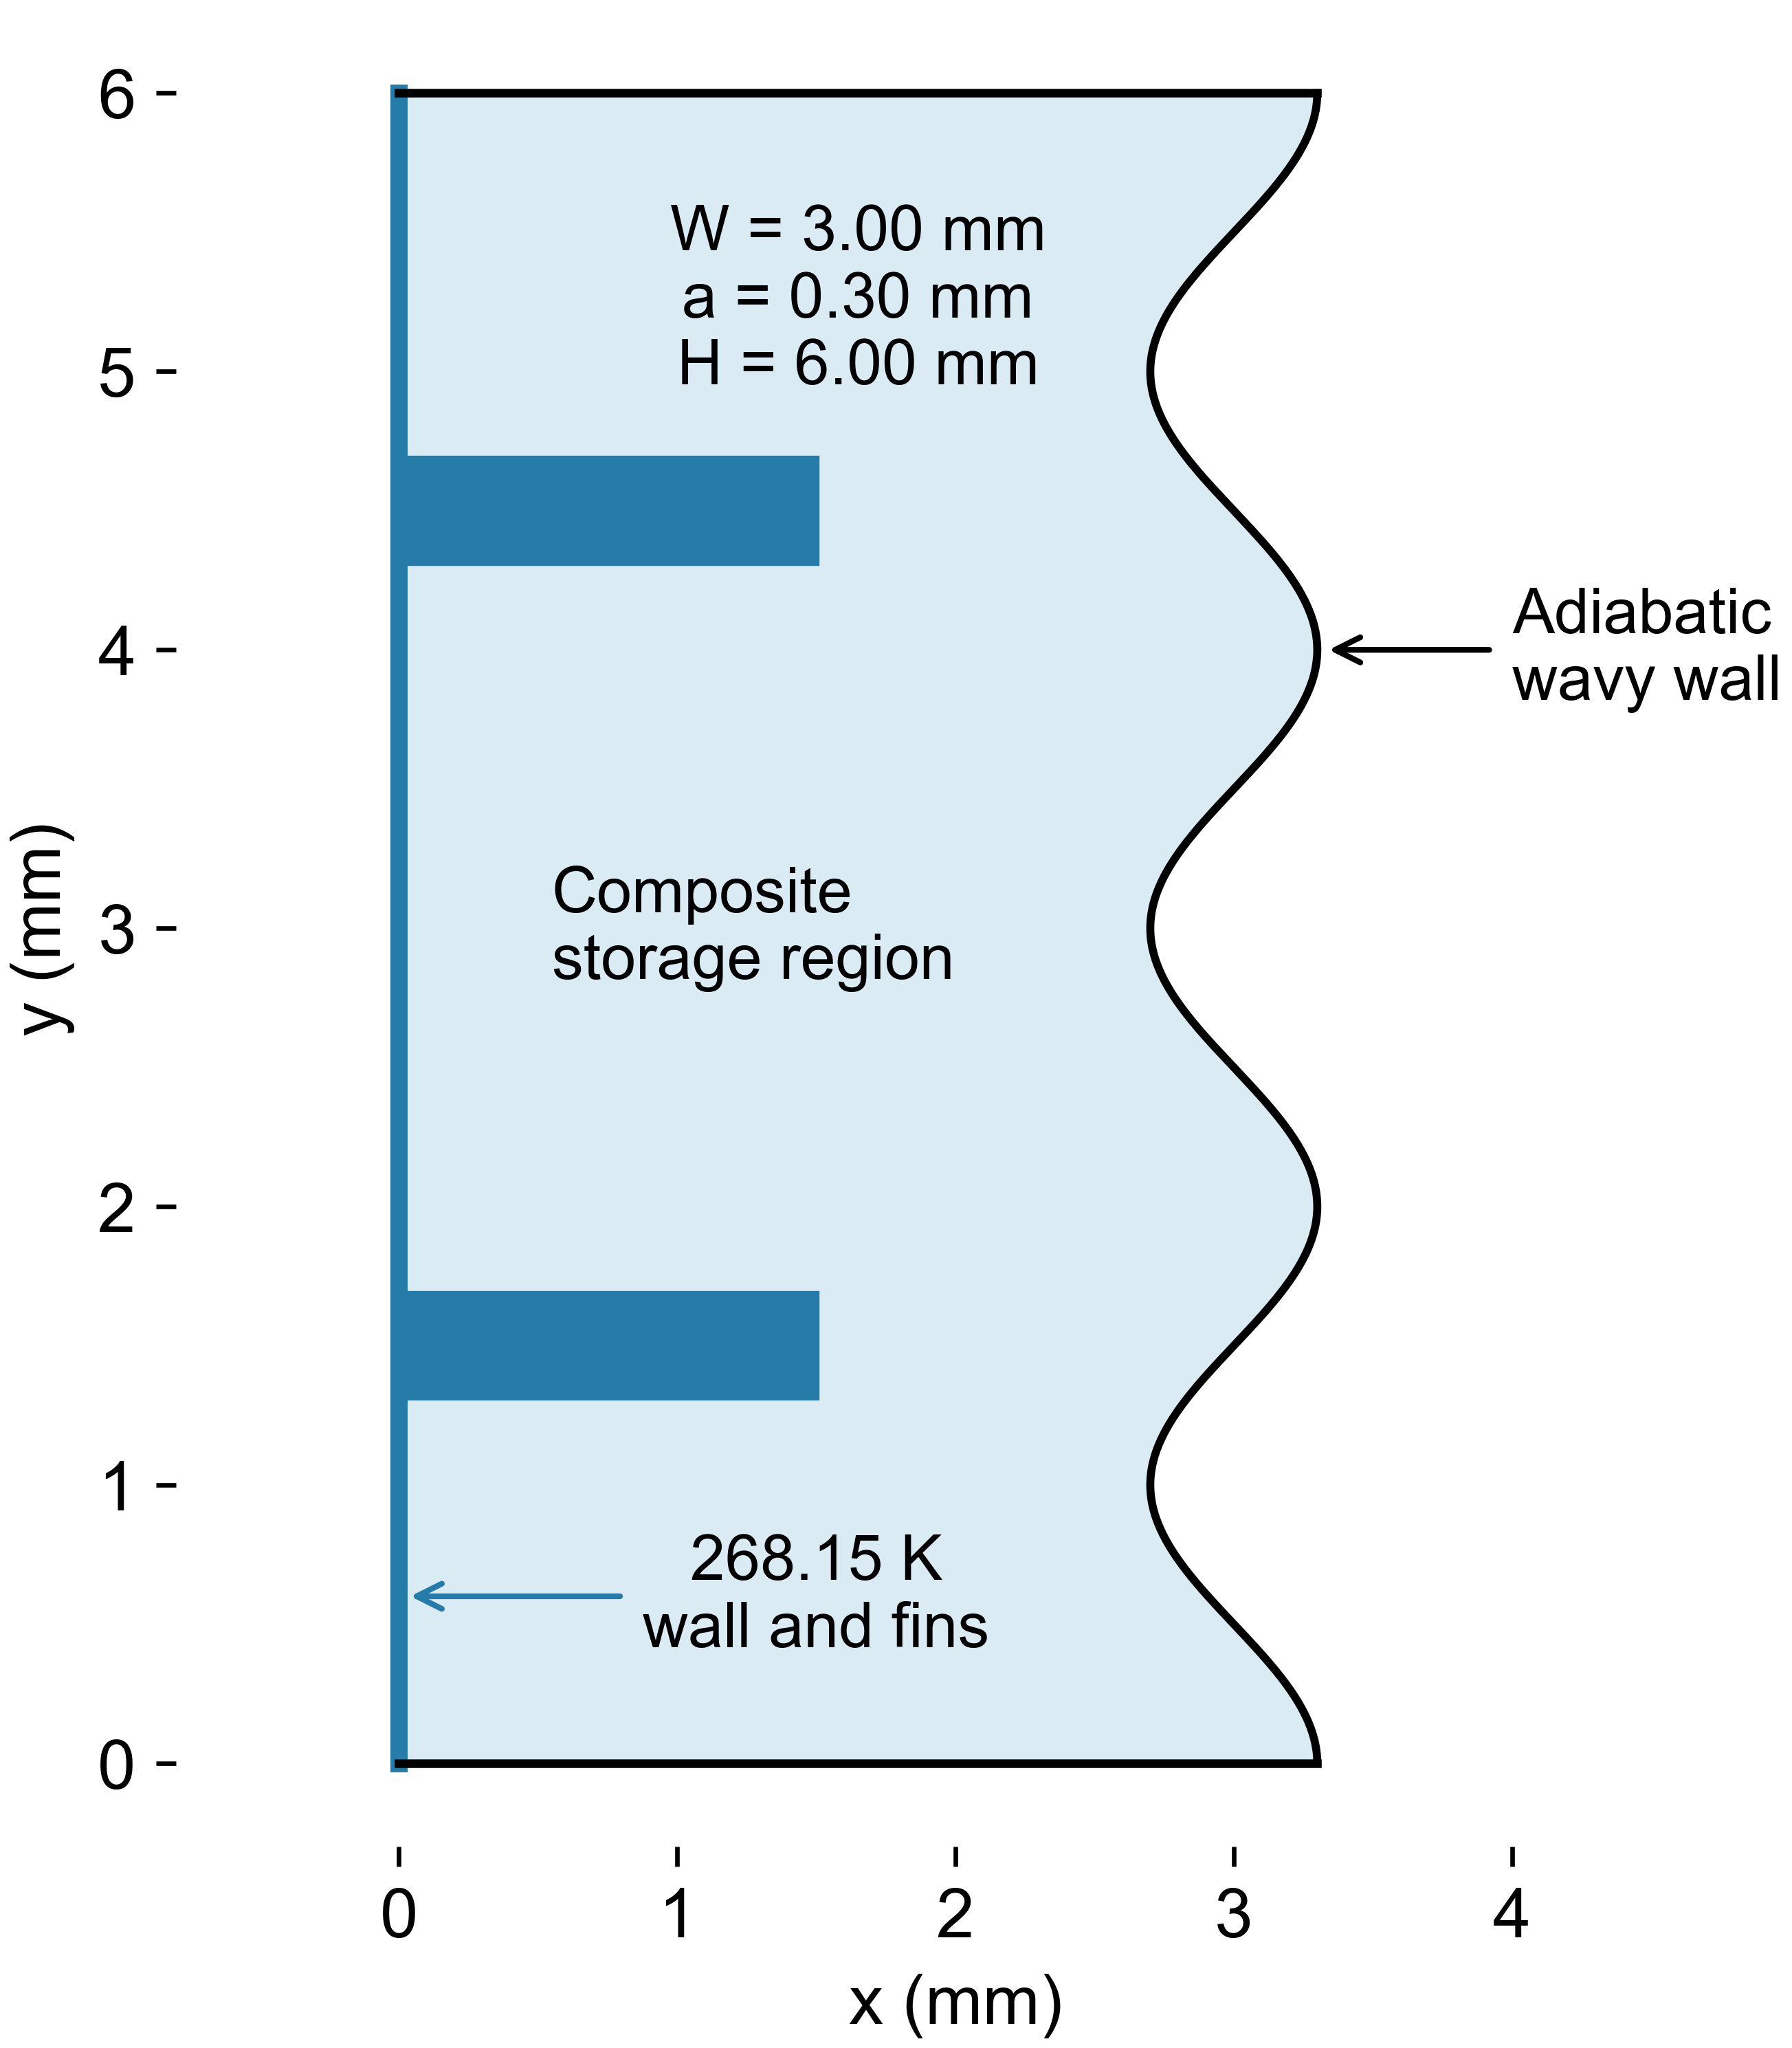 6
W = 3.00 mm
a = 0.30 mm
H = 6.00 mm
5
Adiabatic
wavy wall
4
Composite
storage region
3
y (mm)
2
1
268.15 K
wall and fins
0
0 1 2 3 4
x (mm)